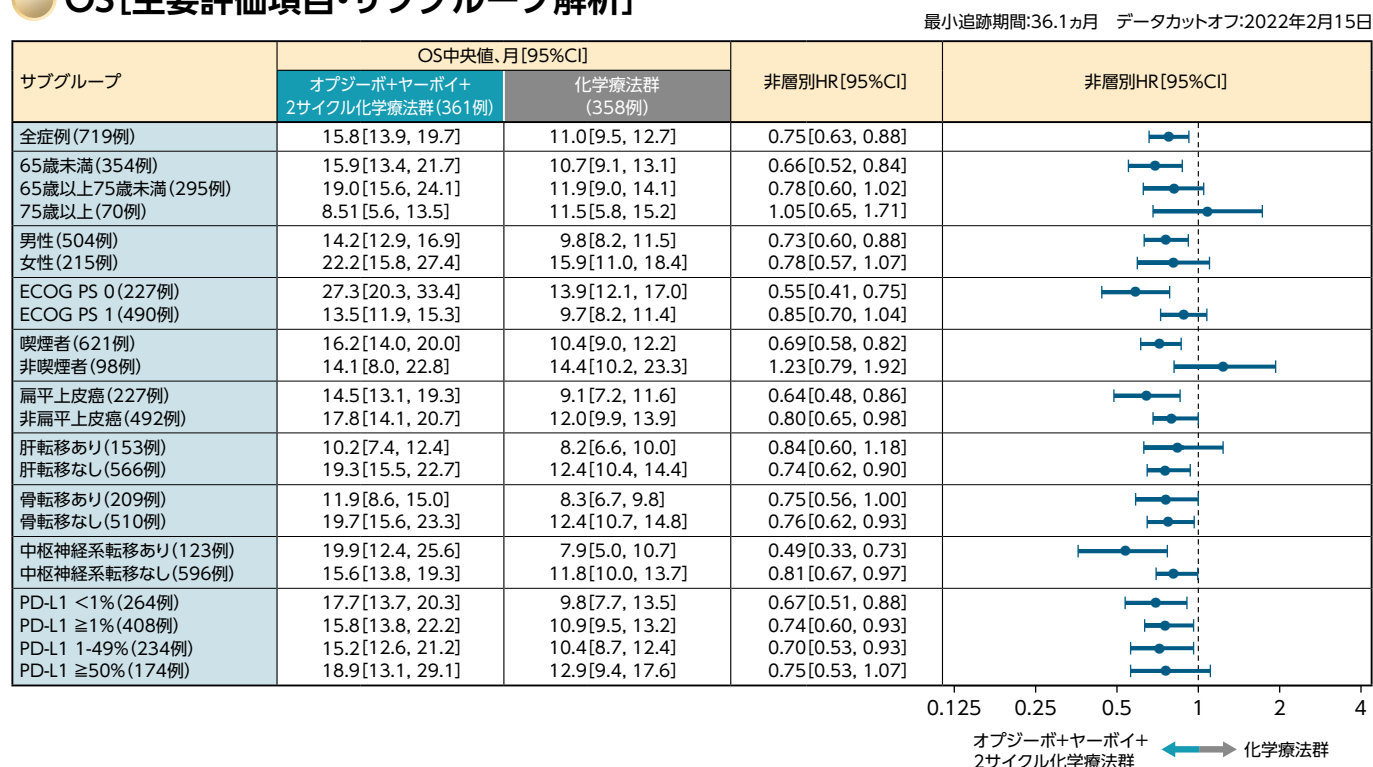 OS[主要評価項目・サブグループ解析]
最小追跡期間:36.1ヵ月 データカットオフ:2022年2月15日
サブグループ OS中央値、月[95%CI] 非層別HR[95%CI] 非層別HR[95%CI]
オプジーボ+ヤーボイ+
2サイクル化学療法群(361例)
化学療法群
(358例)
全症例(719例) 15.8[13.9, 19.7] 11.0[9.5, 12.7] 0.75[0.63, 0.88]
65歳未満(354例) 15.9[13.4, 21.7] 10.7[9.1, 13.1] 0.66[0.52, 0.84]
65歳以上75歳未満(295例) 19.0[15.6, 24.1] 11.9[9.0, 14.1] 0.78[0.60, 1.02]
75歳以上(70例) 8.51[5.6, 13.5] 11.5[5.8, 15.2] 1.05[0.65, 1.71]
男性(504例) 14.2[12.9, 16.9] 9.8[8.2, 11.5] 0.73[0.60, 0.88]
女性(215例) 22.2[15.8, 27.4] 15.9[11.0, 18.4] 0.78[0.57, 1.07]
ECOG PS 0(227例) 27.3[20.3, 33.4] 13.9[12.1, 17.0] 0.55[0.41, 0.75]
ECOG PS 1(490例) 13.5[11.9, 15.3] 9.7[8.2, 11.4] 0.85[0.70, 1.04]
喫煙者(621例) 16.2[14.0, 20.0] 10.4[9.0, 12.2] 0.69[0.58, 0.82]
非喫煙者(98例) 14.1[8.0, 22.8] 14.4[10.2, 23.3] 1.23[0.79, 1.92]
扁平上皮癌(227例) 14.5[13.1, 19.3] 9.1[7.2, 11.6] 0.64[0.48, 0.86]
非扁平上皮癌(492例) 17.8[14.1, 20.7] 12.0[9.9, 13.9] 0.80[0.65, 0.98]
肝転移あり(153例) 10.2[7.4, 12.4] 8.2[6.6, 10.0] 0.84[0.60, 1.18]
肝転移なし(566例) 19.3[15.5, 22.7] 12.4[10.4, 14.4] 0.74[0.62, 0.90]
骨転移あり(209例) 11.9[8.6, 15.0] 8.3[6.7, 9.8] 0.75[0.56, 1.00]
骨転移なし(510例) 19.7[15.6, 23.3] 12.4[10.7, 14.8] 0.76[0.62, 0.93]
中枢神経系転移あり(123例) 19.9[12.4, 25.6] 7.9[5.0, 10.7] 0.49[0.33, 0.73]
中枢神経系転移なし(596例) 15.6[13.8, 19.3] 11.8[10.0, 13.7] 0.81[0.67, 0.97]
PD-L1 <1%(264例) 17.7[13.7, 20.3] 9.8[7.7, 13.5] 0.67[0.51, 0.88]
PD-L1 ≧1%(408例) 15.8[13.8, 22.2] 10.9[9.5, 13.2] 0.74[0.60, 0.93]
PD-L1 1-49%(234例) 15.2[12.6, 21.2] 10.4[8.7, 12.4] 0.70[0.53, 0.93]
PD-L1 ≧50%(174例) 18.9[13.1, 29.1] 12.9[9.4, 17.6] 0.75[0.53, 1.07]
0.125 0.25 0.5 1 2 4
オプジーボ+ヤーボイ+
2サイクル化学療法群
化学療法群